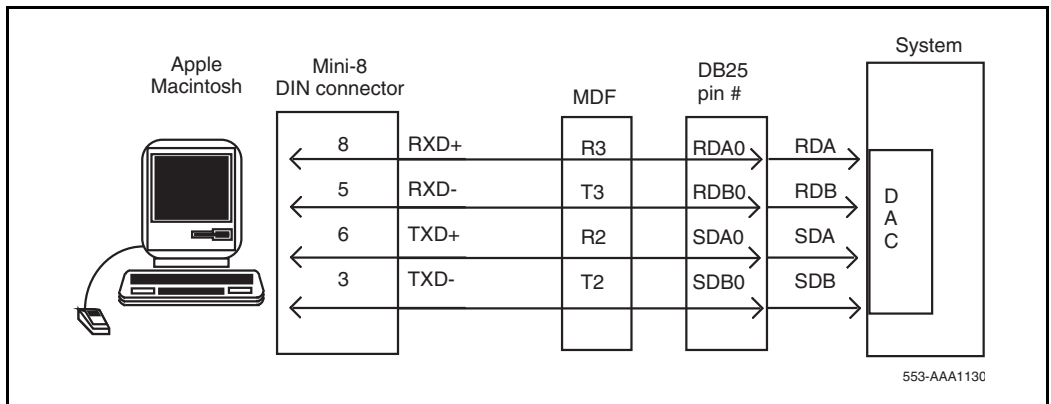 System
Apple
Macintosh
Mini-8
DIN connector
MDF
DB25
pin #
8 RXD+ R3 RDA0 RDA
5 RXD- T3 RDB0 RDB
6 TXD+ R2 SDA0 SDA
3 TXD- T2 SDB0 SDB
D
A
C
553-AAA1130